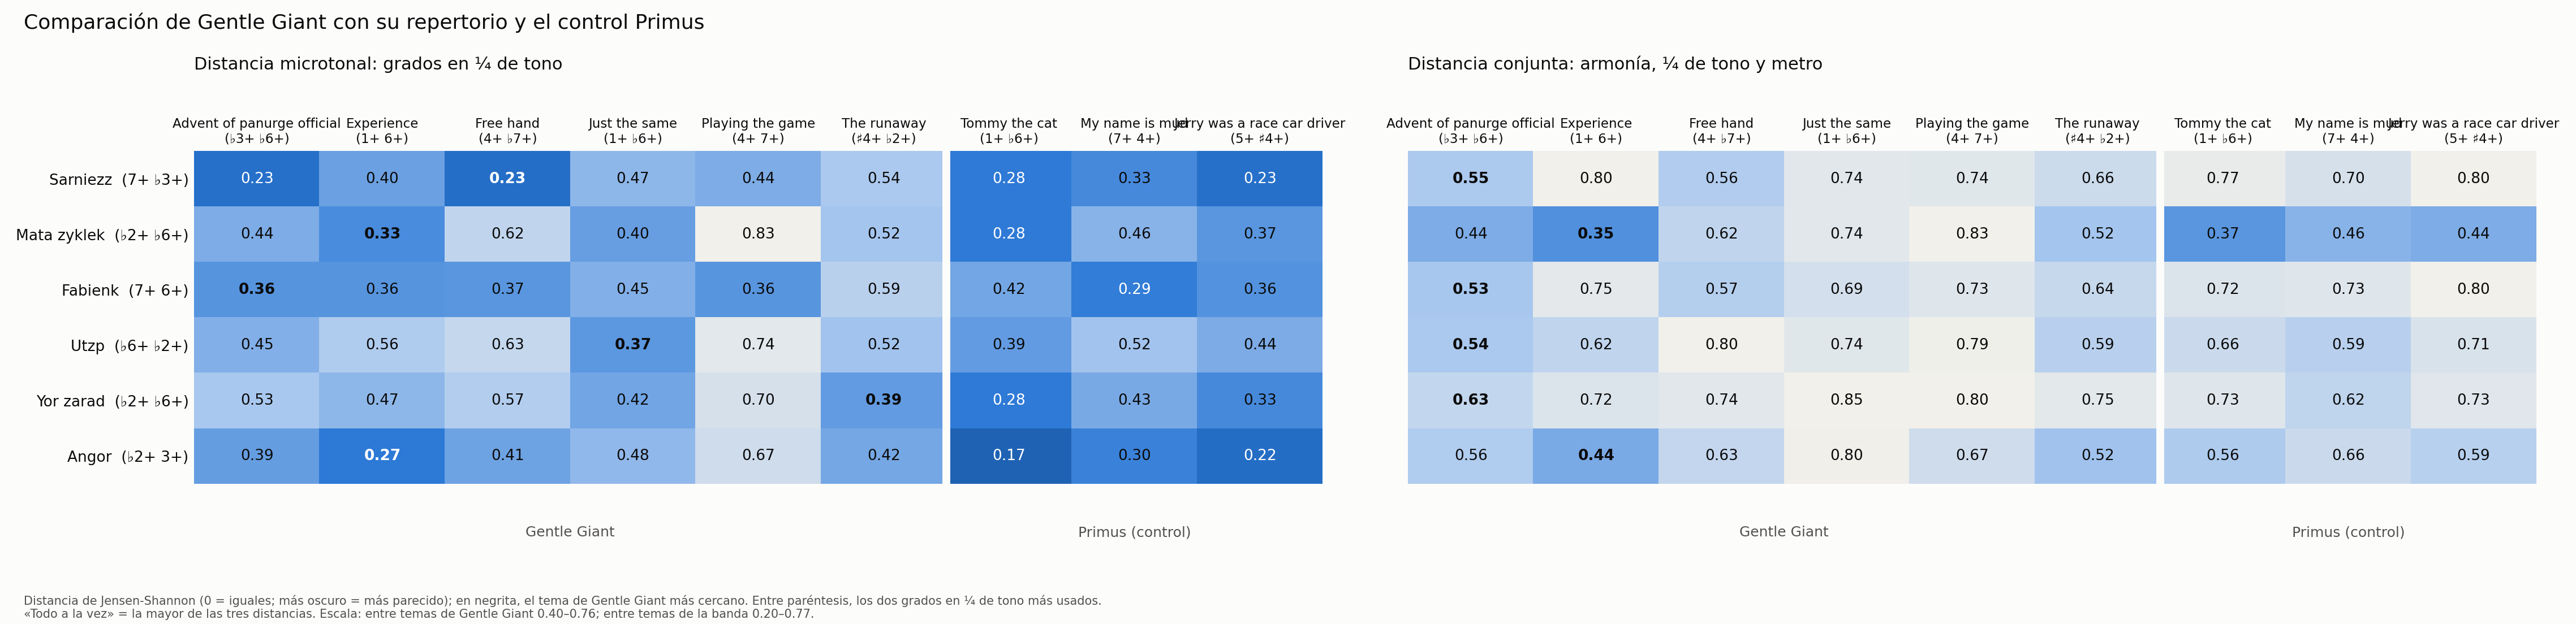 Comparación de Gentle Giant con su repertorio y el control Primus
Distancia microtonal: grados en ¼ de tono
Advent of panurge official Experience Free hand Just the same Playing the game The runaway Tommy the cat My name is mud Jerry was a race car driver
(♭3+ ♭6+) (1+ 6+) (4+ ♭7+) (1+ ♭6+) (4+ 7+) (♯4+ ♭2+) (1+ ♭6+) (7+ 4+) (5+ ♯4+)
Sarniezz (7+ ♭3+) 0.23 0.40 0.23 0.47 0.44 0.54 0.28 0.33 0.23
Mata zyklek (♭2+ ♭6+) 0.44 0.33 0.62 0.40 0.83 0.52 0.28 0.46 0.37
Fabienk (7+ 6+) 0.36 0.36 0.37 0.45 0.36 0.59 0.42 0.29 0.36
Utzp (♭6+ ♭2+) 0.45 0.56 0.63 0.37 0.74 0.52 0.39 0.52 0.44
Yor zarad (♭2+ ♭6+) 0.53 0.47 0.57 0.42 0.70 0.39 0.28 0.43 0.33
Angor (♭2+ 3+) 0.39 0.27 0.41 0.48 0.67 0.42 0.17 0.30 0.22
Gentle Giant Primus (control)
Distancia conjunta: armonía, ¼ de tono y metro
Advent of panurge official Experience Free hand Just the same Playing the game The runaway Tommy the cat My name is mud Jerry was a race car driver
(♭3+ ♭6+) (1+ 6+) (4+ ♭7+) (1+ ♭6+) (4+ 7+) (♯4+ ♭2+) (1+ ♭6+) (7+ 4+) (5+ ♯4+)
0.55 0.80 0.56 0.74 0.74 0.66 0.77 0.70 0.80
0.44 0.35 0.62 0.74 0.83 0.52 0.37 0.46 0.44
0.53 0.75 0.57 0.69 0.73 0.64 0.72 0.73 0.80
0.54 0.62 0.80 0.74 0.79 0.59 0.66 0.59 0.71
0.63 0.72 0.74 0.85 0.80 0.75 0.73 0.62 0.73
0.56 0.44 0.63 0.80 0.67 0.52 0.56 0.66 0.59
Gentle Giant Primus (control)
Distancia de Jensen-Shannon (0 = iguales; más oscuro = más parecido); en negrita, el tema de Gentle Giant más cercano. Entre paréntesis, los dos grados en ¼ de tono más usados.
«Todo a la vez» = la mayor de las tres distancias. Escala: entre temas de Gentle Giant 0.40–0.76; entre temas de la banda 0.20–0.77.